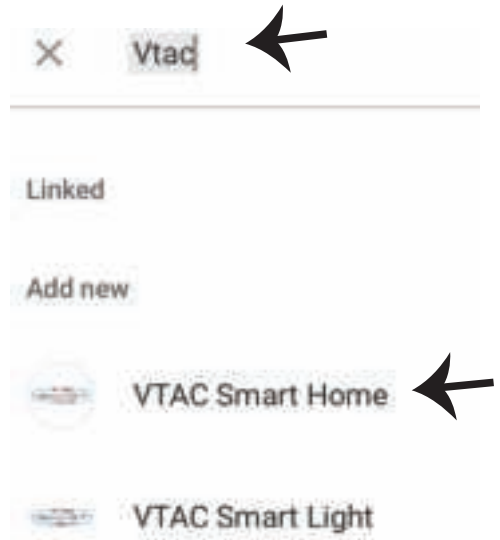 Vtac
Linked
Add new
VTAC Smart Home
VTAC Smart Light